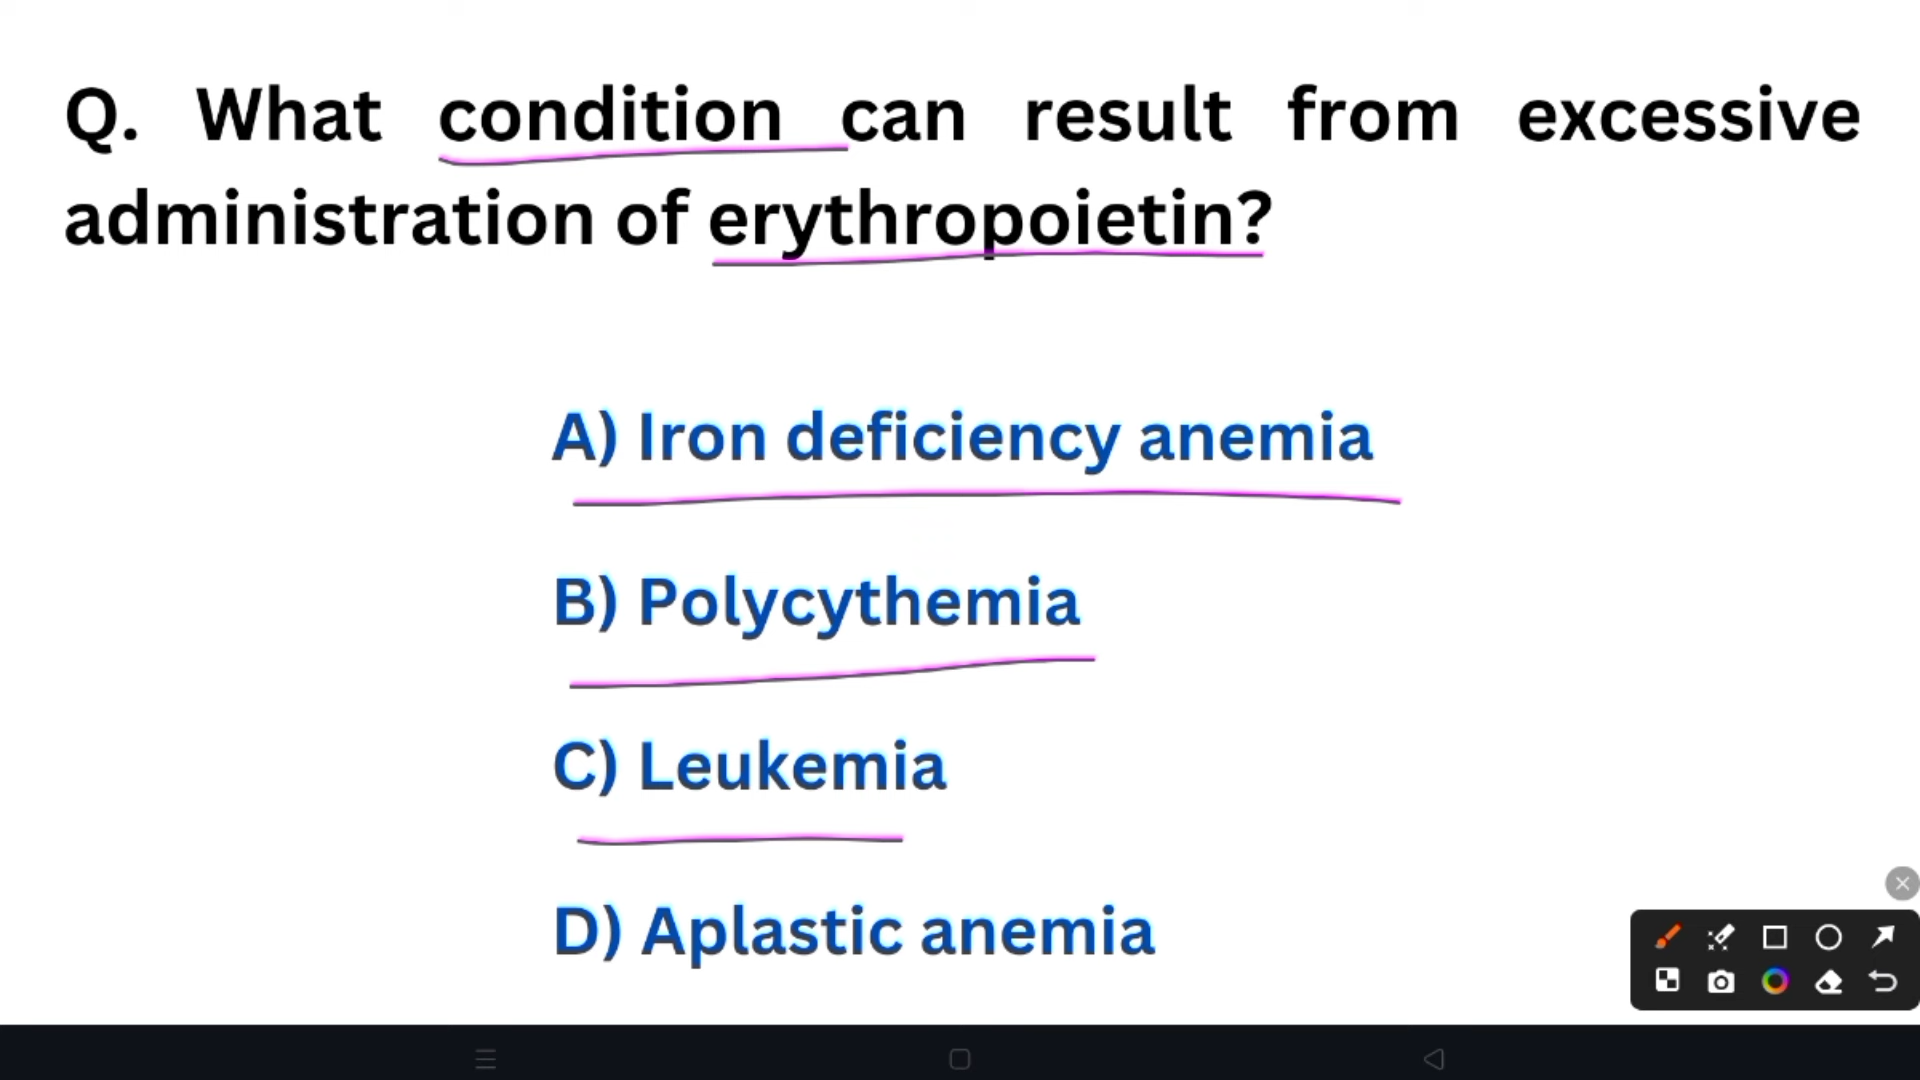 Q. What condition can result from excessive
administration of erythropoietin?
A) Iron deficiency anemia
B) Polycythemia
C) Leukemia
D) Aplastic anemia